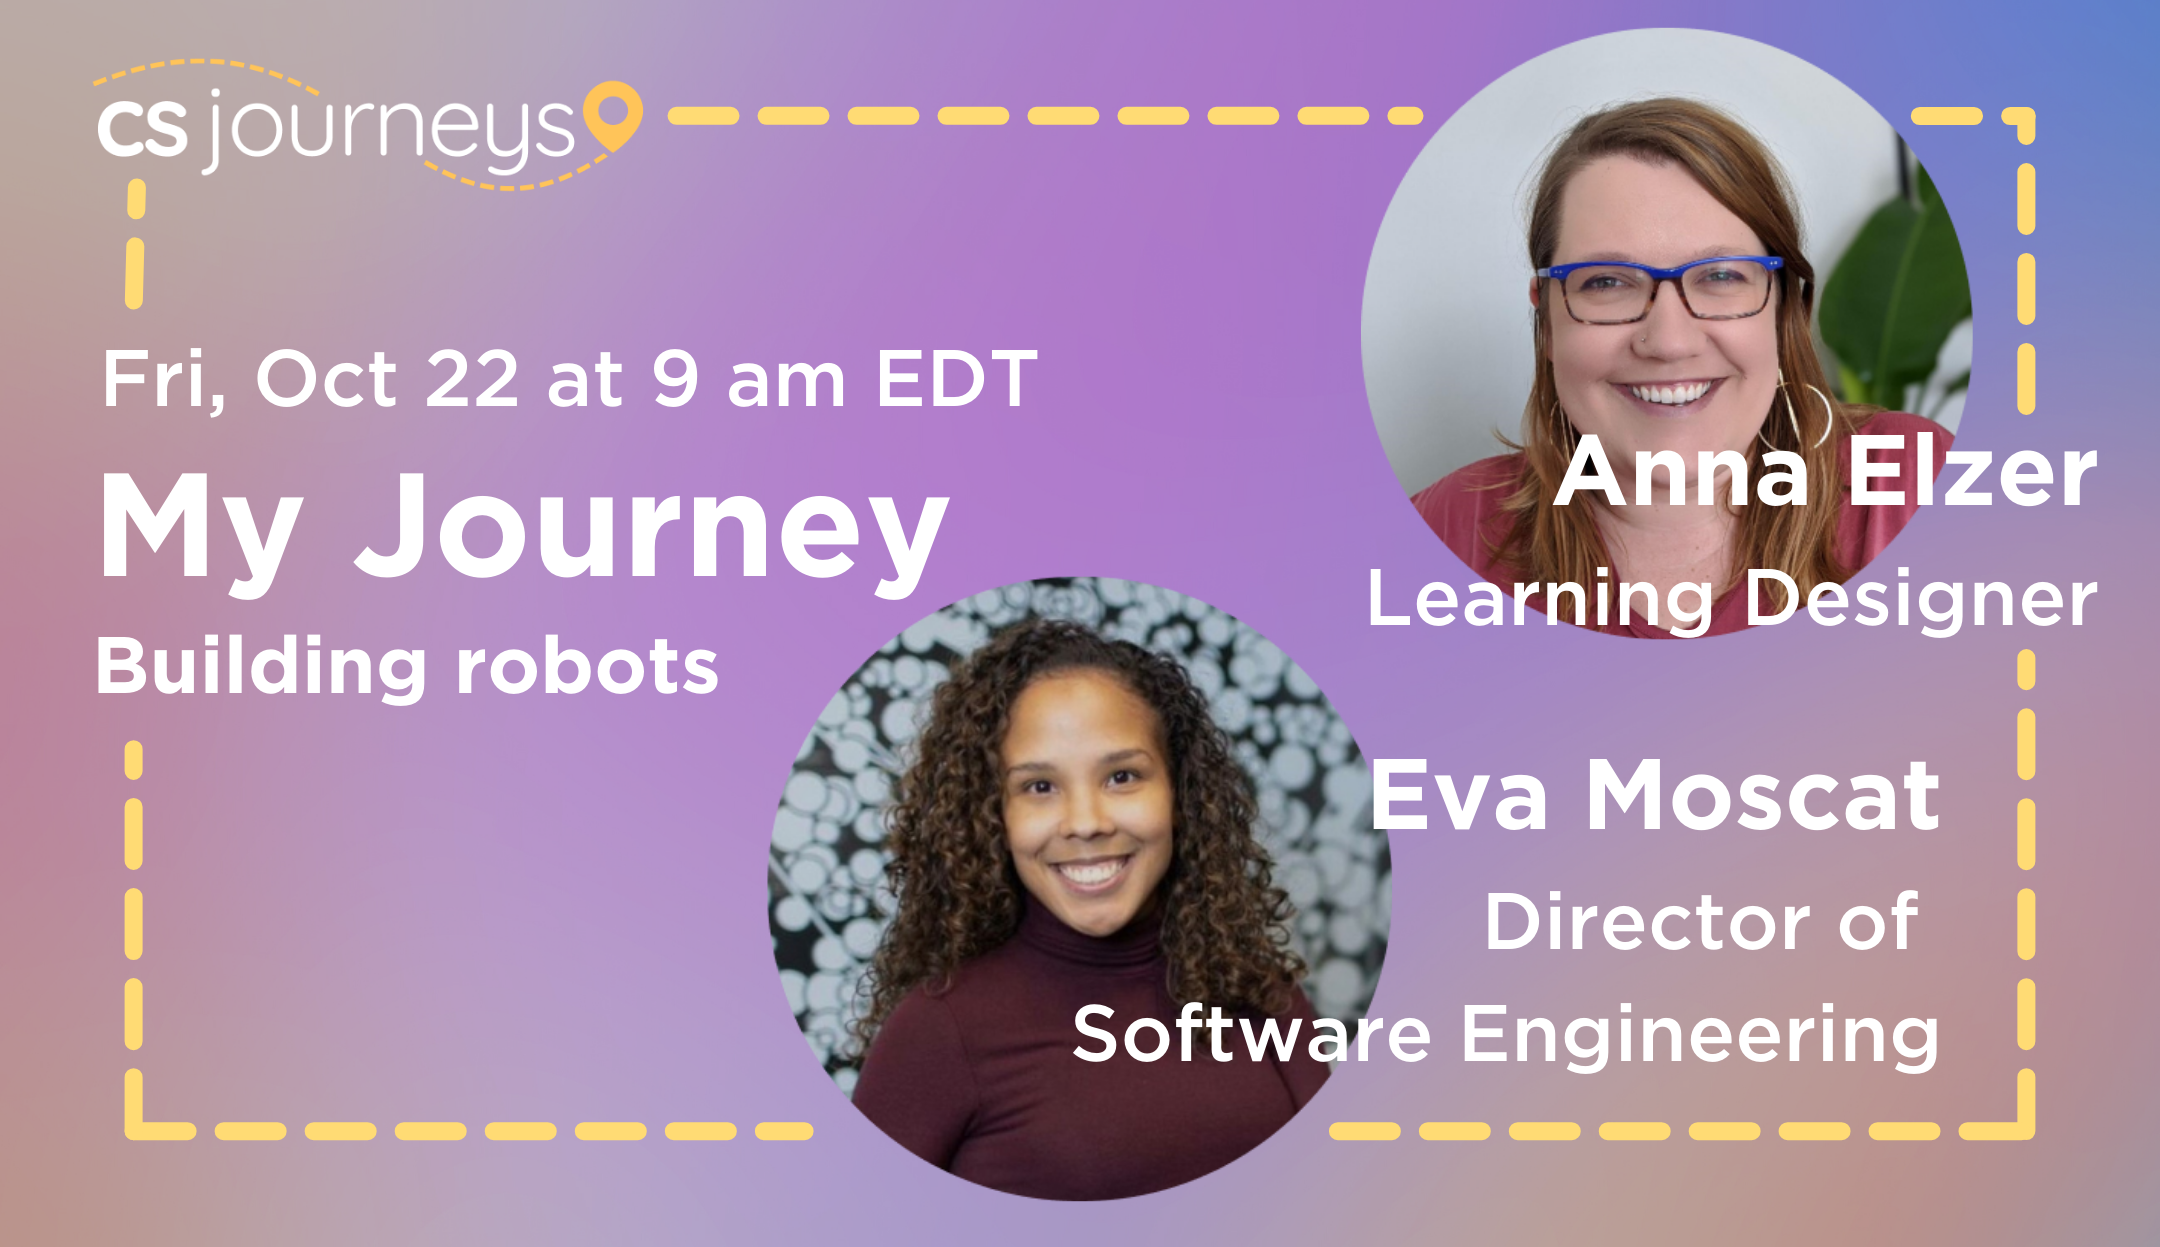 CS journeys
Fri, Oct 22 at 9 am EDT
My Journey
Building robots
Anna Elzer
Learning Designer
Eva Moscat
Director of
Software Engineering